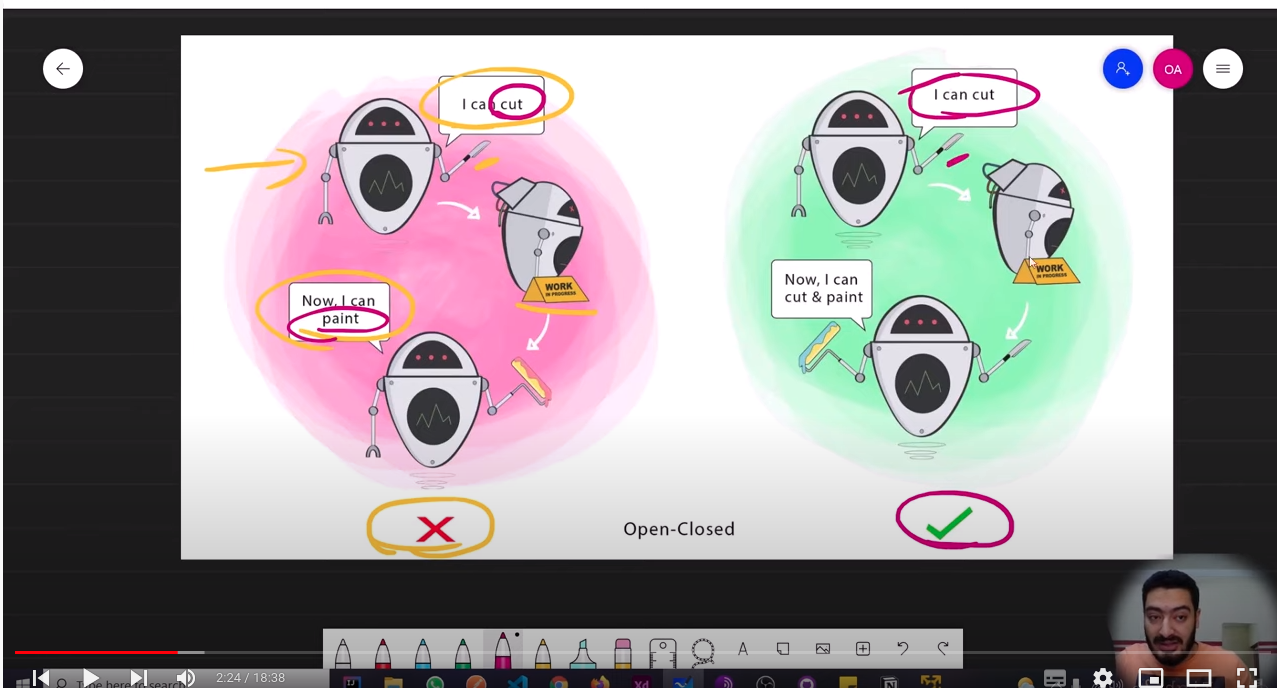 I can cut
WORK
IN PROGRESS
Now, I can
paint
I can cut
WORK
IN PROGRESS
Now, I can
cut & paint
Open-Closed
OA
A
Type here to search
2:24 / 18:38